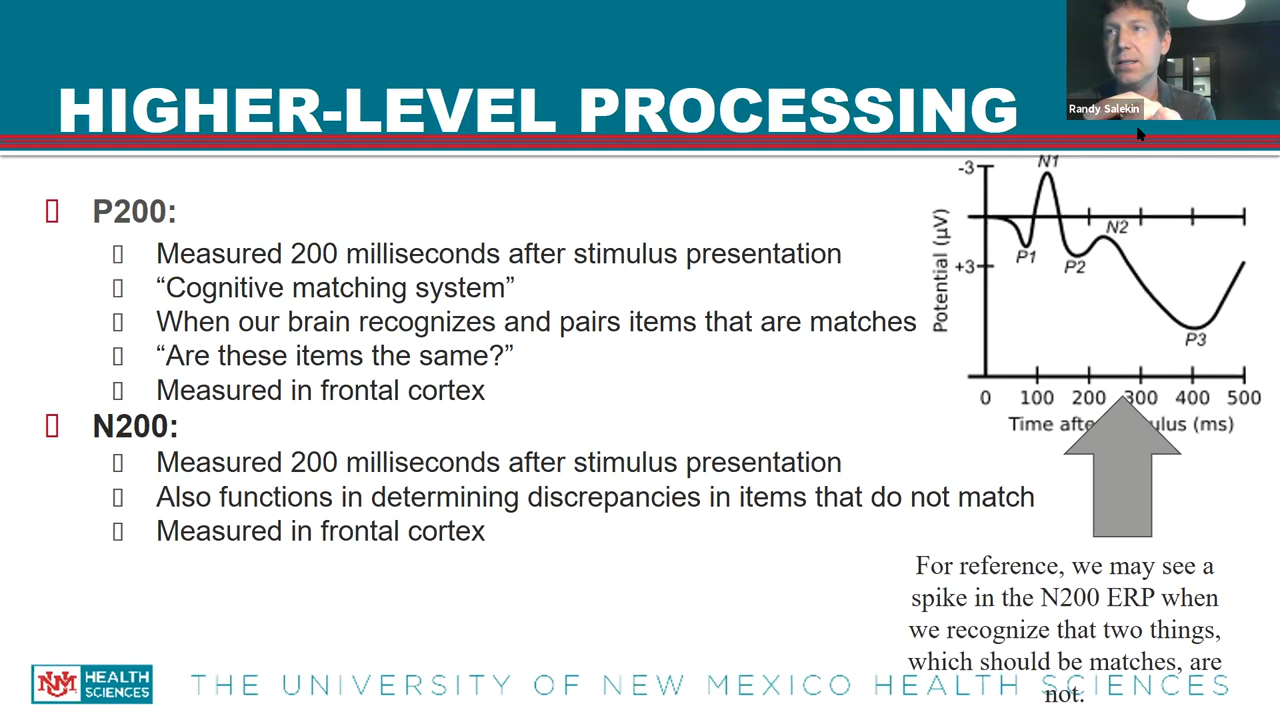 HIGHER-LEVEL PROCESSING
Randy Salekin
P200:
Measured 200 milliseconds after stimulus presentation
“Cognitive matching system”
When our brain recognizes and pairs items that are matches
“Are these items the same?”
Measured in frontal cortex
N200:
Measured 200 milliseconds after stimulus presentation
Also functions in determining discrepancies in items that do not match
Measured in frontal cortex
-3
+3
Potential (μV)
N1
P1
P2
N2
P3
0 100 200 300 400 500
Time (ms)
For reference, we may see a
spike in the N200 ERP when
we recognize that two things,
which should be matches, are
not.
UNM HEALTH
SCIENCES
THE UNIVERSITY OF NEW MEXICO HEALTH SCIENCES